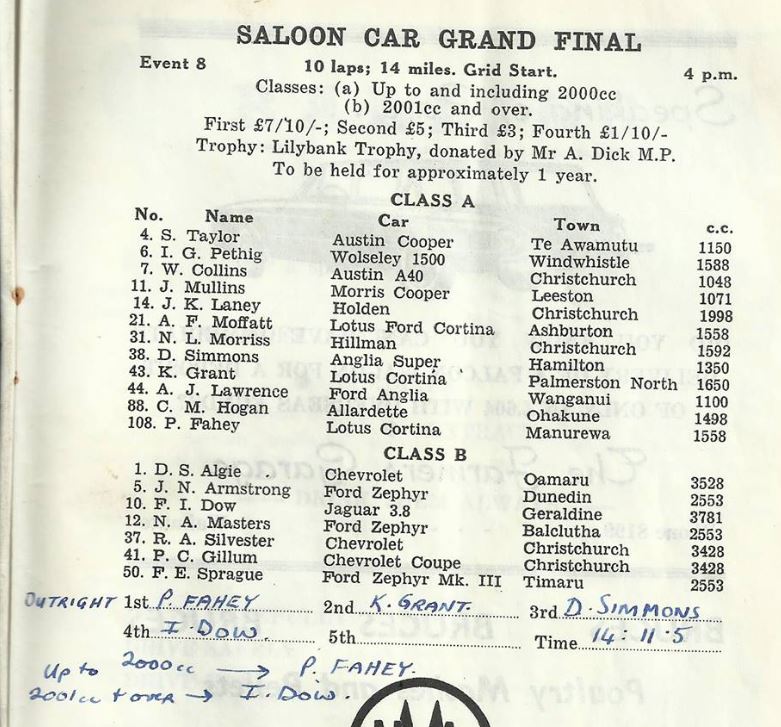 SALOON CAR GRAND FINAL
Event 8 10 laps; 14 miles. Grid Start. 4 p.m.
Classes: (a) Up to and including 2000cc
(b) 2001cc and over.
First £7/10/-; Second £5; Third £3; Fourth £1/10/-
Trophy: Lilybank Trophy, donated by Mr A. Dick M.P.
To be held for approximately 1 year.
CLASS A
No. Name Car Town c.c.
4. S. Taylor Austin Cooper Te Awamutu 1150
6. I. G. Pethig Wolseley 1500 Windwhistle 1588
7. W. Collins Austin A40 Christchurch 1048
11. J. Mullins Morris Cooper Leeston 1071
14. J. K. Laney Holden Christchurch 1998
21. A. F. Moffatt Lotus Ford Cortina Ashburton 1558
31. N. L. Morriss Hillman Christchurch 1592
38. D. Simmons Anglia Super Hamilton 1350
43. K. Grant Lotus Cortina Palmerston North 1650
44. A. J. Lawrence Ford Anglia Wanganui 1100
88. C. M. Hogan Allardette Ohakune 1498
108. P. Fahey Lotus Cortina Manurewa 1558
CLASS B
1. D. S. Algie Chevrolet Oamaru 3528
5. J. N. Armstrong Ford Zephyr Dunedin 2553
10. F. I. Dow Jaguar 3.8 Geraldine 3781
12. N. A. Masters Ford Zephyr Balclutha 2553
37. R. A. Silvester Chevrolet Christchurch 3428
41. P. C. Gillum Chevrolet Coupe Christchurch 3428
50. F. E. Sprague Ford Zephyr Mk. III Timaru 2553
OUTRIGHT 1st P. FAHEY 2nd K. GRANT. 3rd D. SIMMONS
4th I. DOW. 5th Time 14: 11.5
Up to 2000cc → P. FAHEY.
2001cc + over → I. DOW.